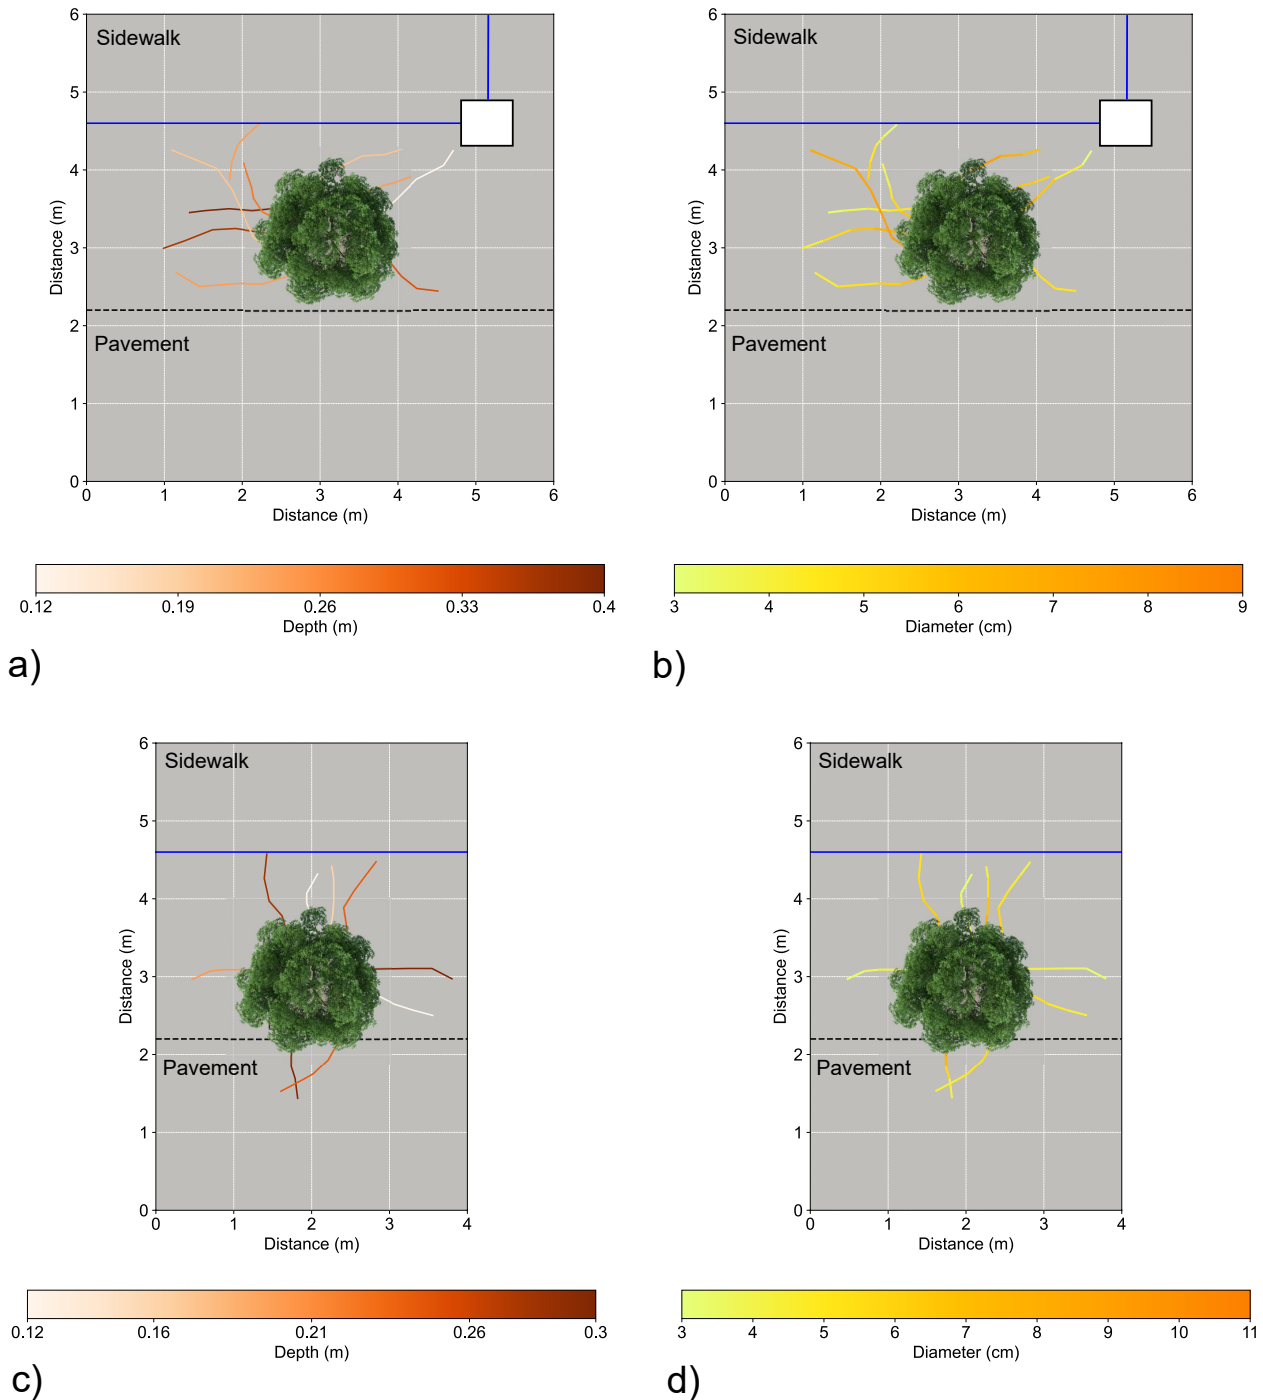 6
Sidewalk
5
4
3
2
Pavement
1
0
0 1 2 3 4 5 6
Distance (m)
Distance (m)
0.12 0.19 0.26 0.33 0.4
Depth (m)
a)
6
Sidewalk
5
4
3
2
Pavement
1
0
0 1 2 3 4 5 6
Distance (m)
Distance (m)
3 4 5 6 7 8 9
Diameter (cm)
b)
6
Sidewalk
5
4
3
2
Pavement
1
0
0 1 2 3 4
Distance (m)
Distance (m)
0.12 0.16 0.21 0.26 0.3
Depth (m)
c)
6
Sidewalk
5
4
3
2
Pavement
1
0
0 1 2 3 4
Distance (m)
Distance (m)
3 4 5 6 7 8 9 10 11
Diameter (cm)
d)